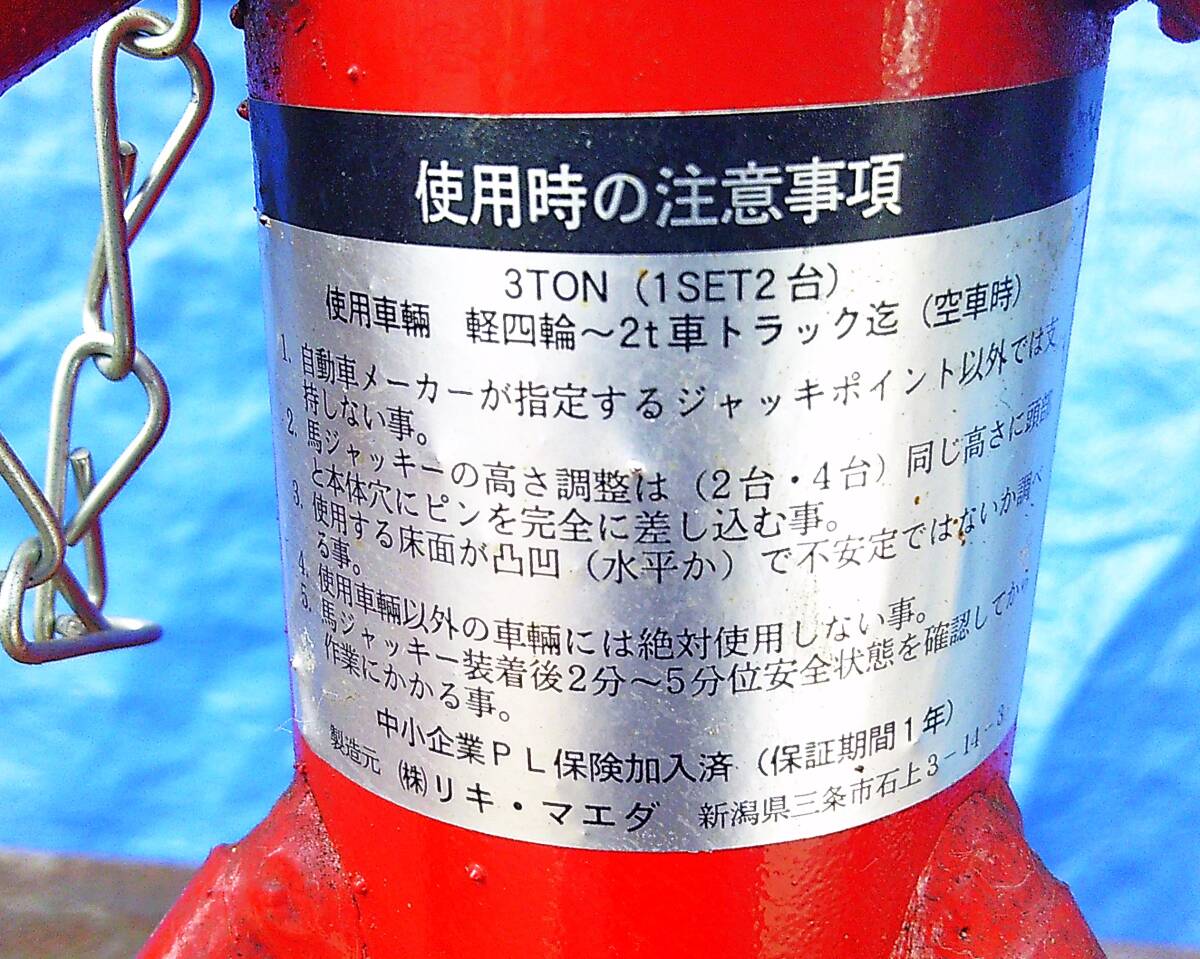 使用時の注意事項
3TON（1SET2台）
使用車輛　軽四輪～2t車トラック迄（空車時）
1. 自動車メーカーが指定するジャッキポイント以外では支
持しない事。
2. 馬ジャッキーの高さ調整は（2台・4台）同じ高さに頭部
と本体穴にピンを完全に差し込む事。
3. 使用する床面が凸凹（水平か）で不安定ではないか調べ
る事。
4. 使用車輛以外の車輛には絶対使用しない事。
5. 馬ジャッキー装着後2分～5分位安全状態を確認してから
作業にかかる事。
中小企業PL保険加入済（保証期間1年）
製造元　㈱リキ・マエダ　新潟県三条市石上3-14-3